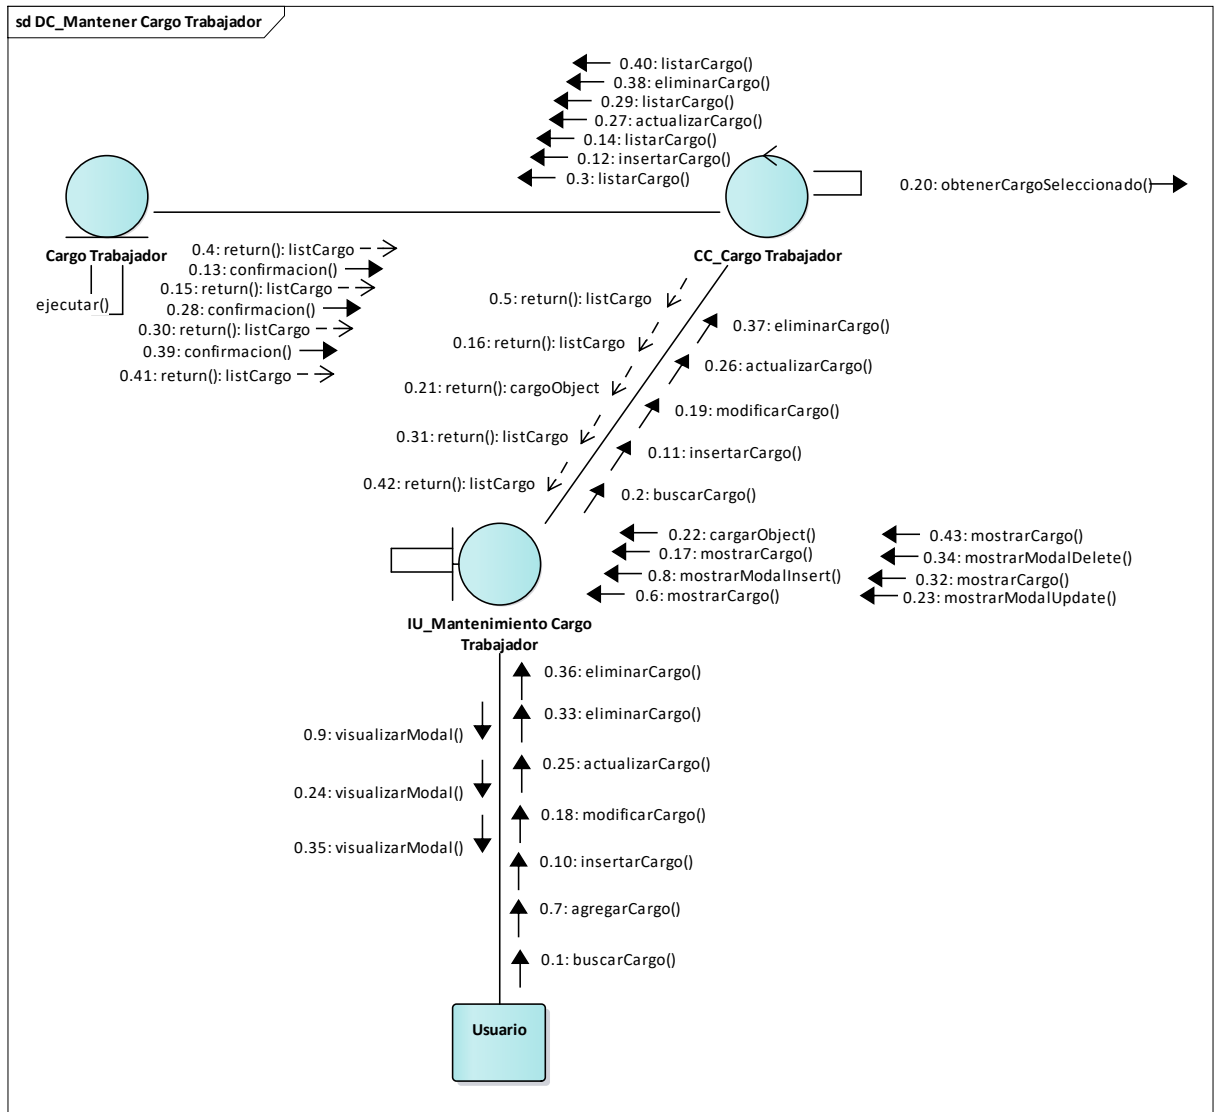 sd DC_Mantener Cargo Trabajador
0.40: listarCargo()
0.38: eliminarCargo()
0.29: listarCargo()
0.27: actualizarCargo()
0.14: listarCargo()
0.12: insertarCargo()
0.3: listarCargo()
0.20: obtenerCargoSeleccionado()
Cargo Trabajador
CC_Cargo Trabajador
ejecutar()
0.4: return(): listCargo
0.13: confirmacion()
0.15: return(): listCargo
0.28: confirmacion()
0.30: return(): listCargo
0.39: confirmacion()
0.41: return(): listCargo
0.5: return(): listCargo
0.16: return(): listCargo
0.21: return(): cargoObject
0.31: return(): listCargo
0.42: return(): listCargo
0.37: eliminarCargo()
0.26: actualizarCargo()
0.19: modificarCargo()
0.11: insertarCargo()
0.2: buscarCargo()
0.22: cargarObject()
0.17: mostrarCargo()
0.8: mostrarModalInsert()
0.6: mostrarCargo()
0.43: mostrarCargo()
0.34: mostrarModalDelete()
0.32: mostrarCargo()
0.23: mostrarModalUpdate()
IU_Mantenimiento Cargo
Trabajador
0.9: visualizarModal()
0.24: visualizarModal()
0.35: visualizarModal()
0.36: eliminarCargo()
0.33: eliminarCargo()
0.25: actualizarCargo()
0.18: modificarCargo()
0.10: insertarCargo()
0.7: agregarCargo()
0.1: buscarCargo()
Usuario